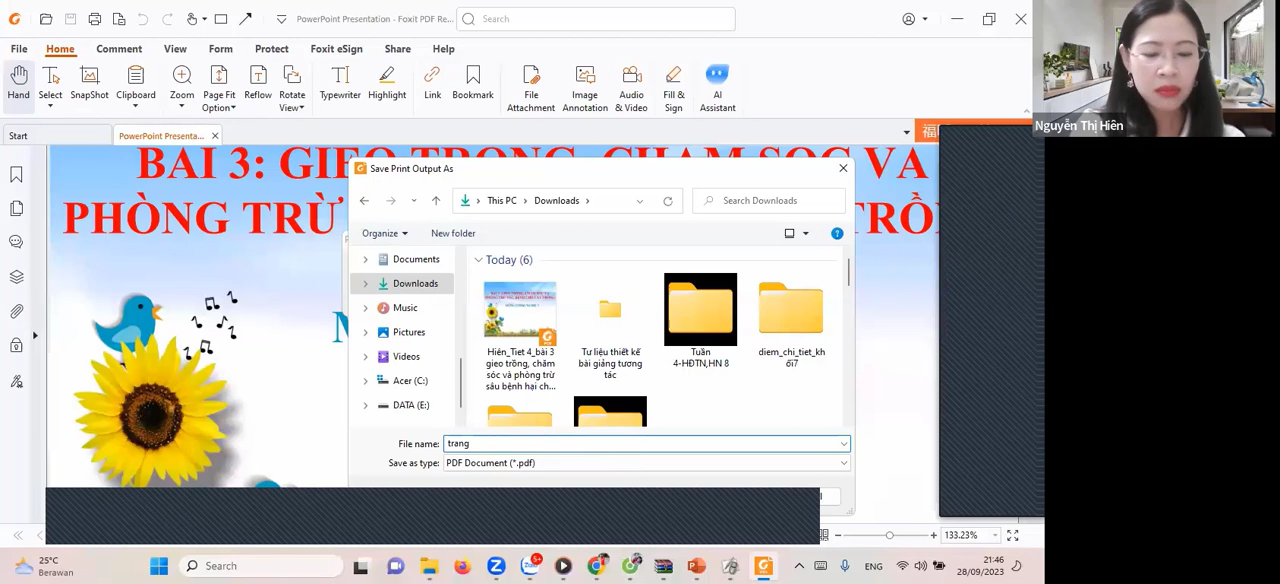 PowerPoint Presentation - Foxit PDF Re...
Search
File
Home
Comment
View
Form
Protect
Foxit eSign
Share
Help
Hand
Select
SnapShot
Clipboard
Zoom
Page Fit
Option
Reflow
Rotate
View
Typewriter
Highlight
Link
Bookmark
File
Attachment
Image
Annotation
Audio
& Video
Fill &
Sign
AI
Assistant
Nguyễn Thị Hiên
Start
PowerPoint Presenta...
BÀI 3: GIEO TRỒNG, CHĂM SÓC VÀ
PHÒNG TRỪ
Save Print Output As
This PC
Downloads
Search Downloads
Organize
New folder
Documents
Downloads
Music
Pictures
Videos
Acer (C:)
DATA (E:)
Today (6)
Hiên_Tiet 4_bài 3
gieo trồng, chăm
sóc và phòng trừ
sâu bệnh hại ch...
Tư liệu thiết kế
bài giảng tương
tác
Tuần
4-HĐTN,HN 8
diem_chi_tiet_kh
ối7
File name:
trang
Save as type:
PDF Document (*.pdf)
133.23%
25°C
Berawan
Search
5+
ENG
21:46
28/09/2023